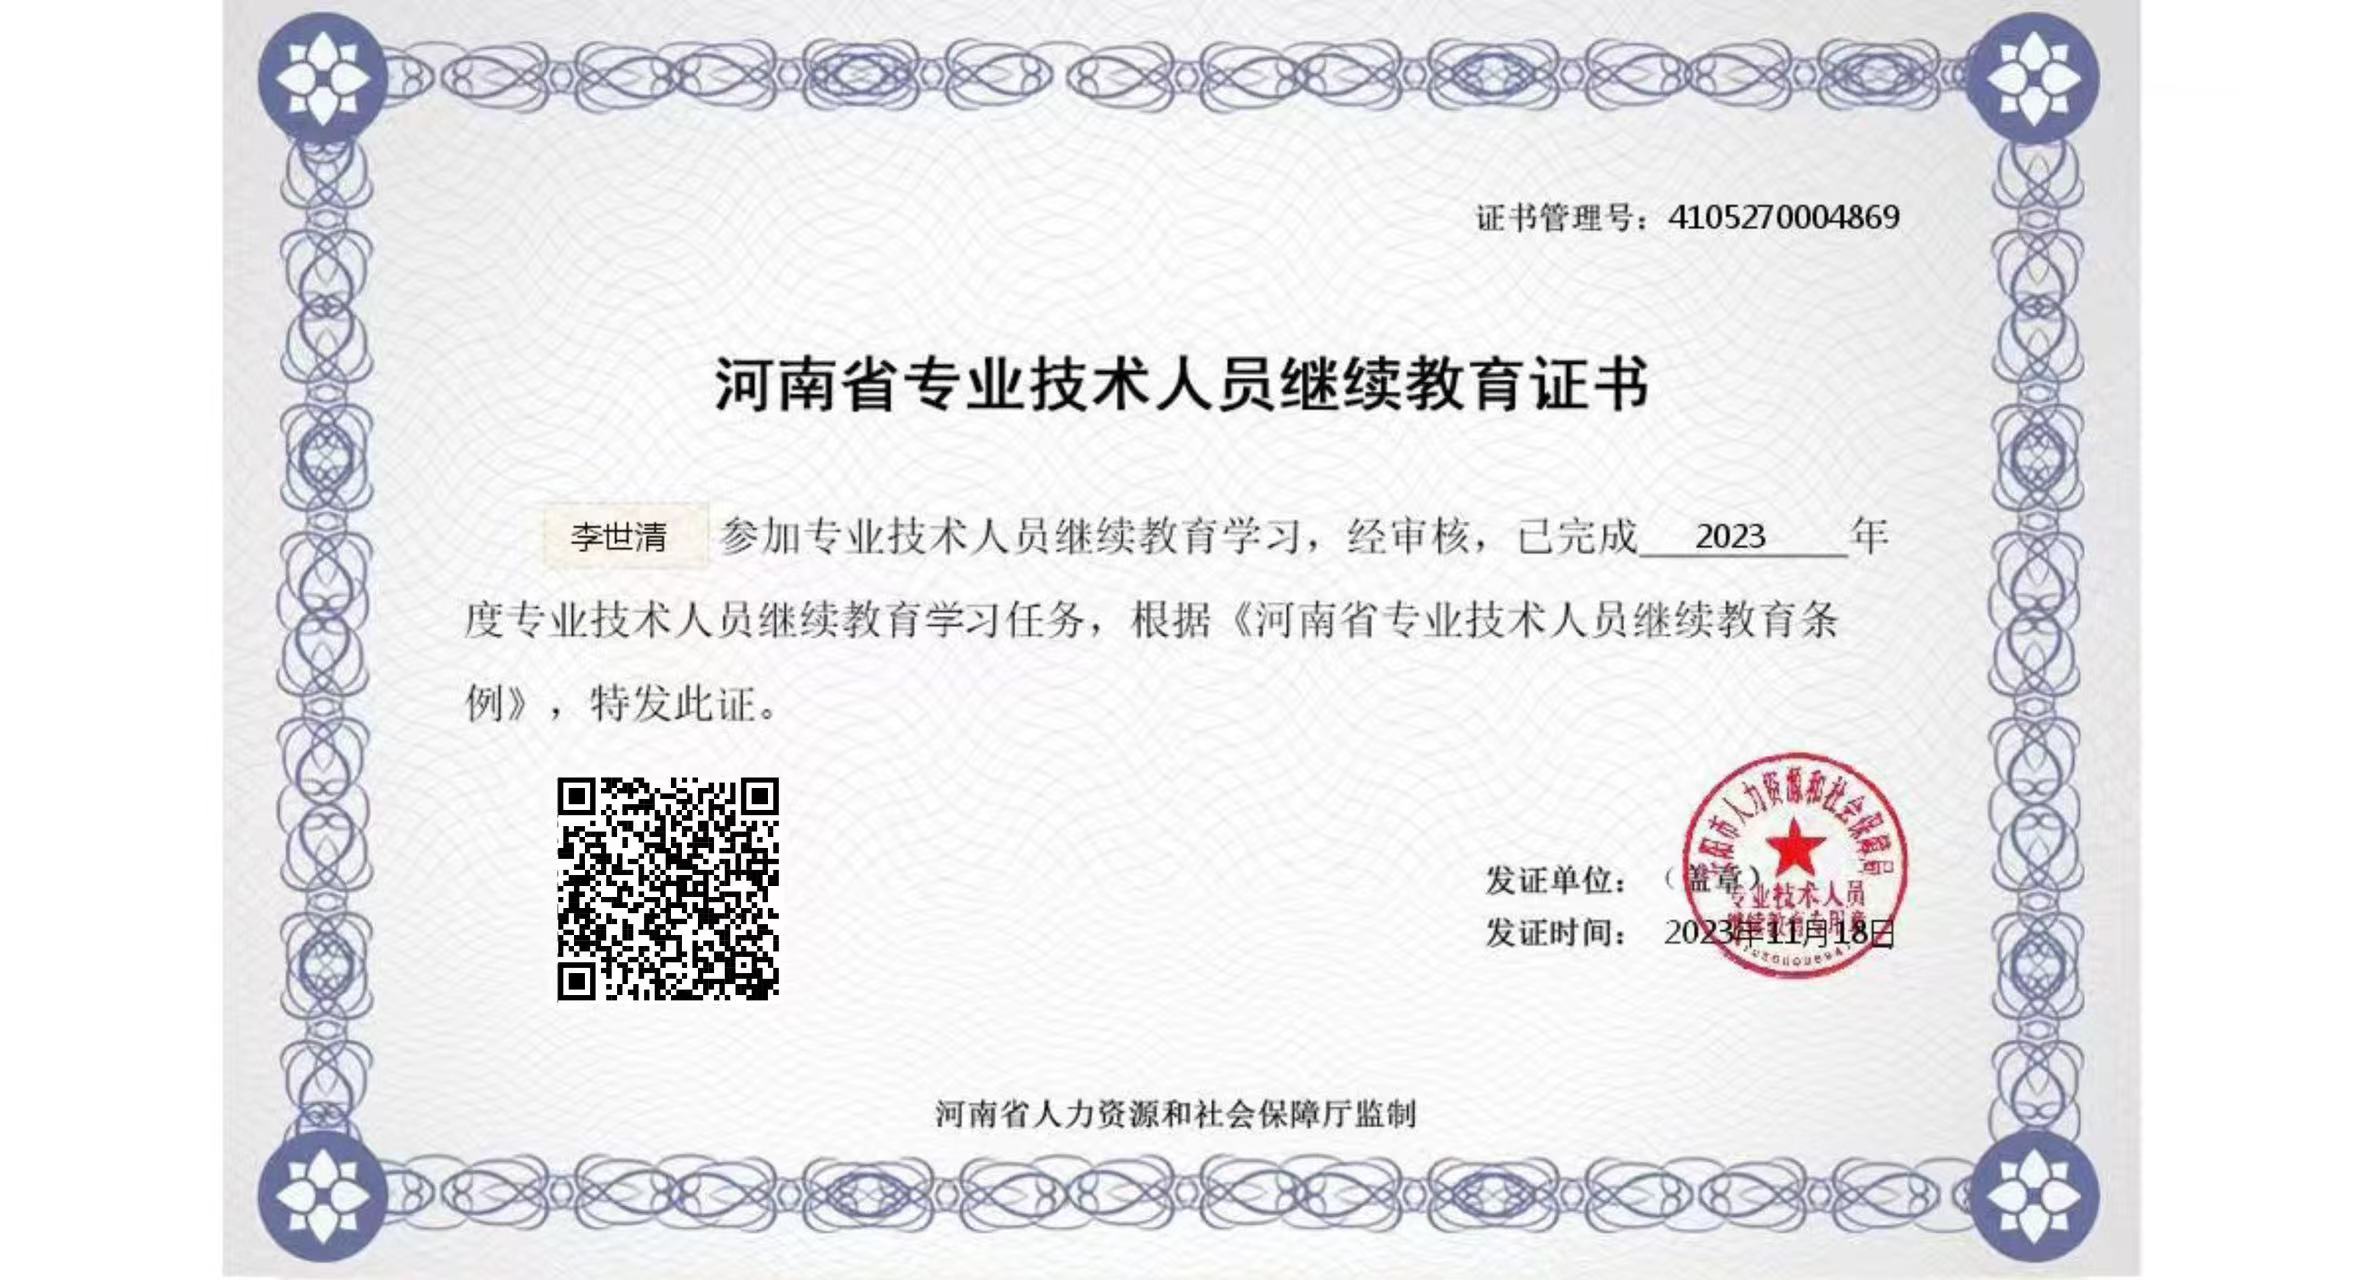 证书管理号：4105270004869
河南省专业技术人员继续教育证书
李世清 参加专业技术人员继续教育学习，经审核，已完成 2023 年
度专业技术人员继续教育学习任务，根据《河南省专业技术人员继续教育条
例》，特发此证。
阳市人力资源和社会保障局
发证单位：（盖章）
专业技术人员
继续教育专用章
发证时间：2023年11月18日
河南省人力资源和社会保障厅监制